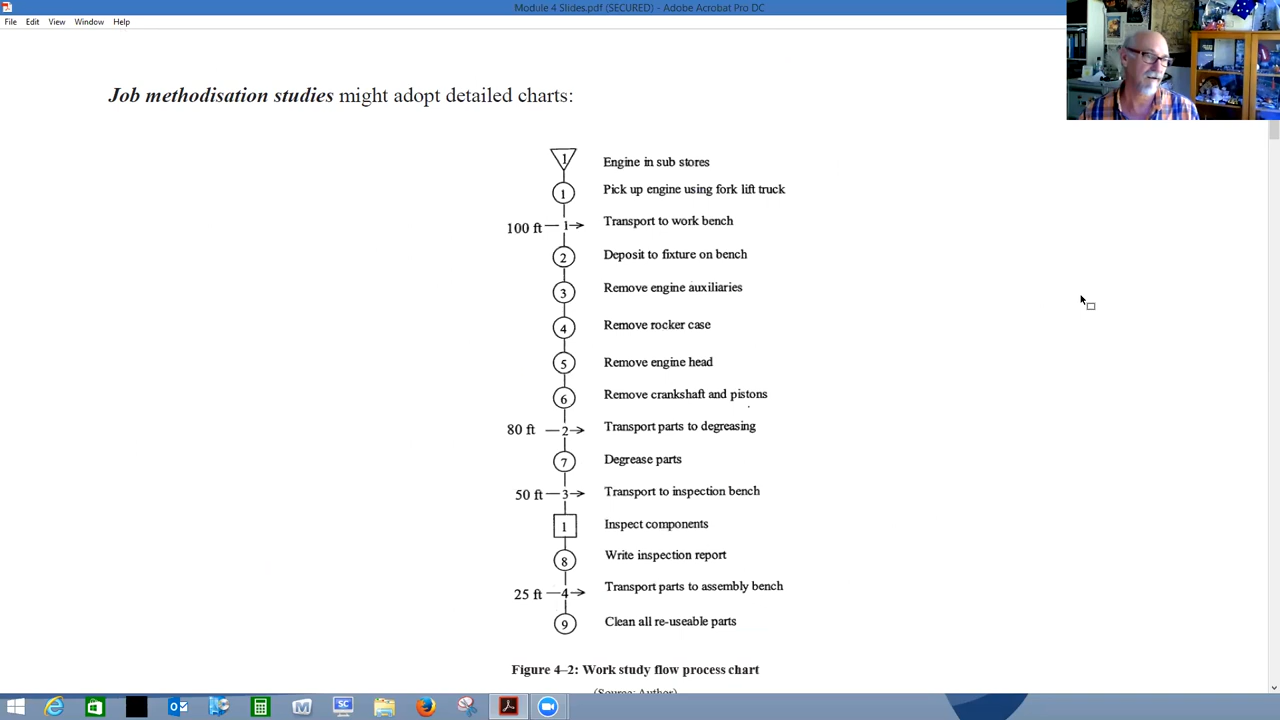 Module 4 Slides.pdf (SECURED) - Adobe Acrobat Pro DC
File Edit View Window Help
Job methodisation studies might adopt detailed charts:
1 Engine in sub stores
1 Pick up engine using fork lift truck
100 ft 1 Transport to work bench
2 Deposit to fixture on bench
3 Remove engine auxiliaries
4 Remove rocker case
5 Remove engine head
6 Remove crankshaft and pistons
80 ft 2 Transport parts to degreasing
7 Degrease parts
50 ft 3 Transport to inspection bench
1 Inspect components
8 Write inspection report
25 ft 4 Transport parts to assembly bench
9 Clean all re-useable parts
Figure 4–2: Work study flow process chart
(Source: Author)